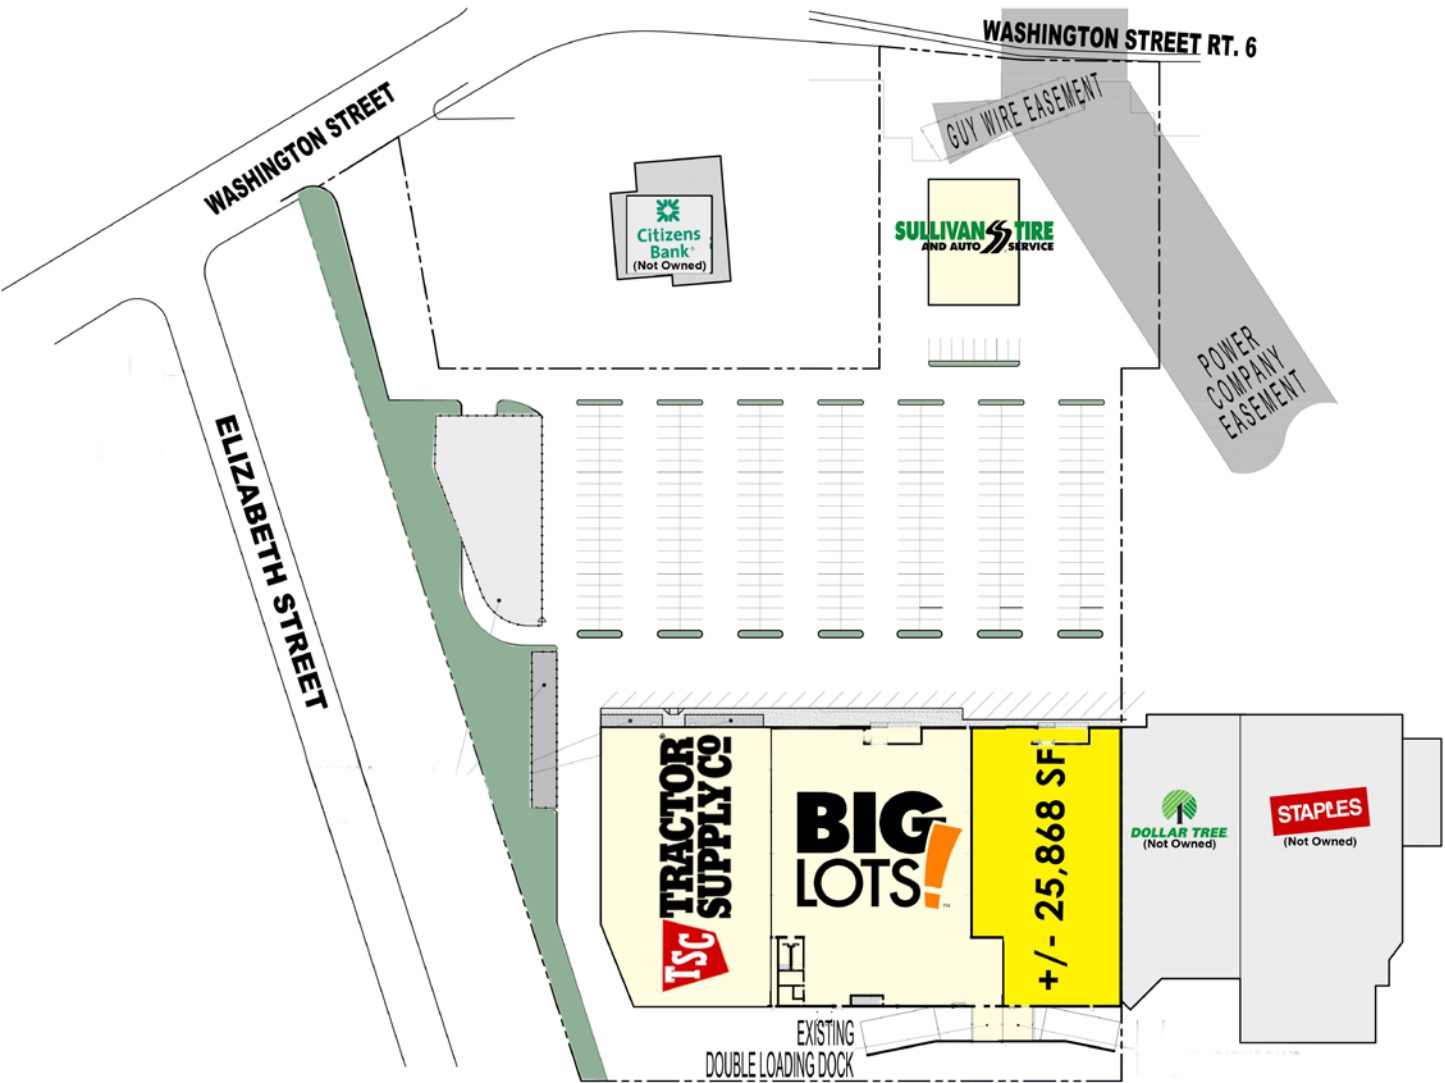 WASHINGTON STREET RT. 6
WASHINGTON STREET
GUY WIRE EASEMENT
Citizens
Bank®
(Not Owned)
SULLIVAN TIRE
AND AUTO SERVICE
POWER
COMPANY
EASEMENT
ELIZABETH STREET
TRACTOR
SUPPLY CO
TSC
BIG
LOTS!™
+/- 25,868 SF
DOLLAR TREE
(Not Owned)
STAPLES
(Not Owned)
EXISTING
DOUBLE LOADING DOCK